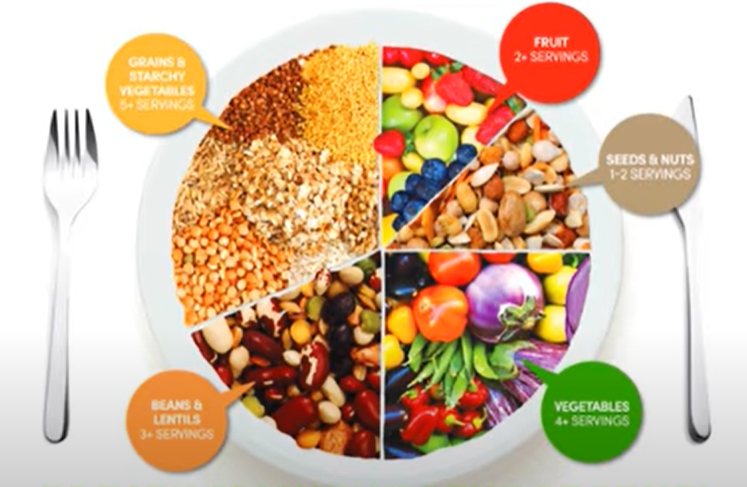 GRAINS &
STARCHY
VEGETABLES
5+ SERVINGS
FRUIT
2+ SERVINGS
SEEDS & NUTS
1-2 SERVINGS
BEANS &
LENTILS
3+ SERVINGS
VEGETABLES
4+ SERVINGS